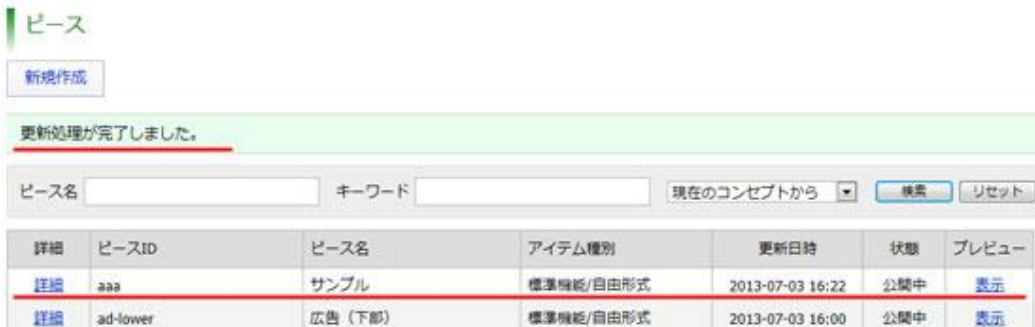 ピース
新規作成
更新処理が完了しました。
ピース名 キーワード 現在のコンセプトから 検索 リセット
詳細 ピースID ピース名 アイテム種別 更新日時 状態 プレビュー
詳細 aaa サンプル 標準機能/自由形式 2013-07-03 16:22 公開中 表示
詳細 ad-lower 広告（下部） 標準機能/自由形式 2013-07-03 16:00 公開中 表示